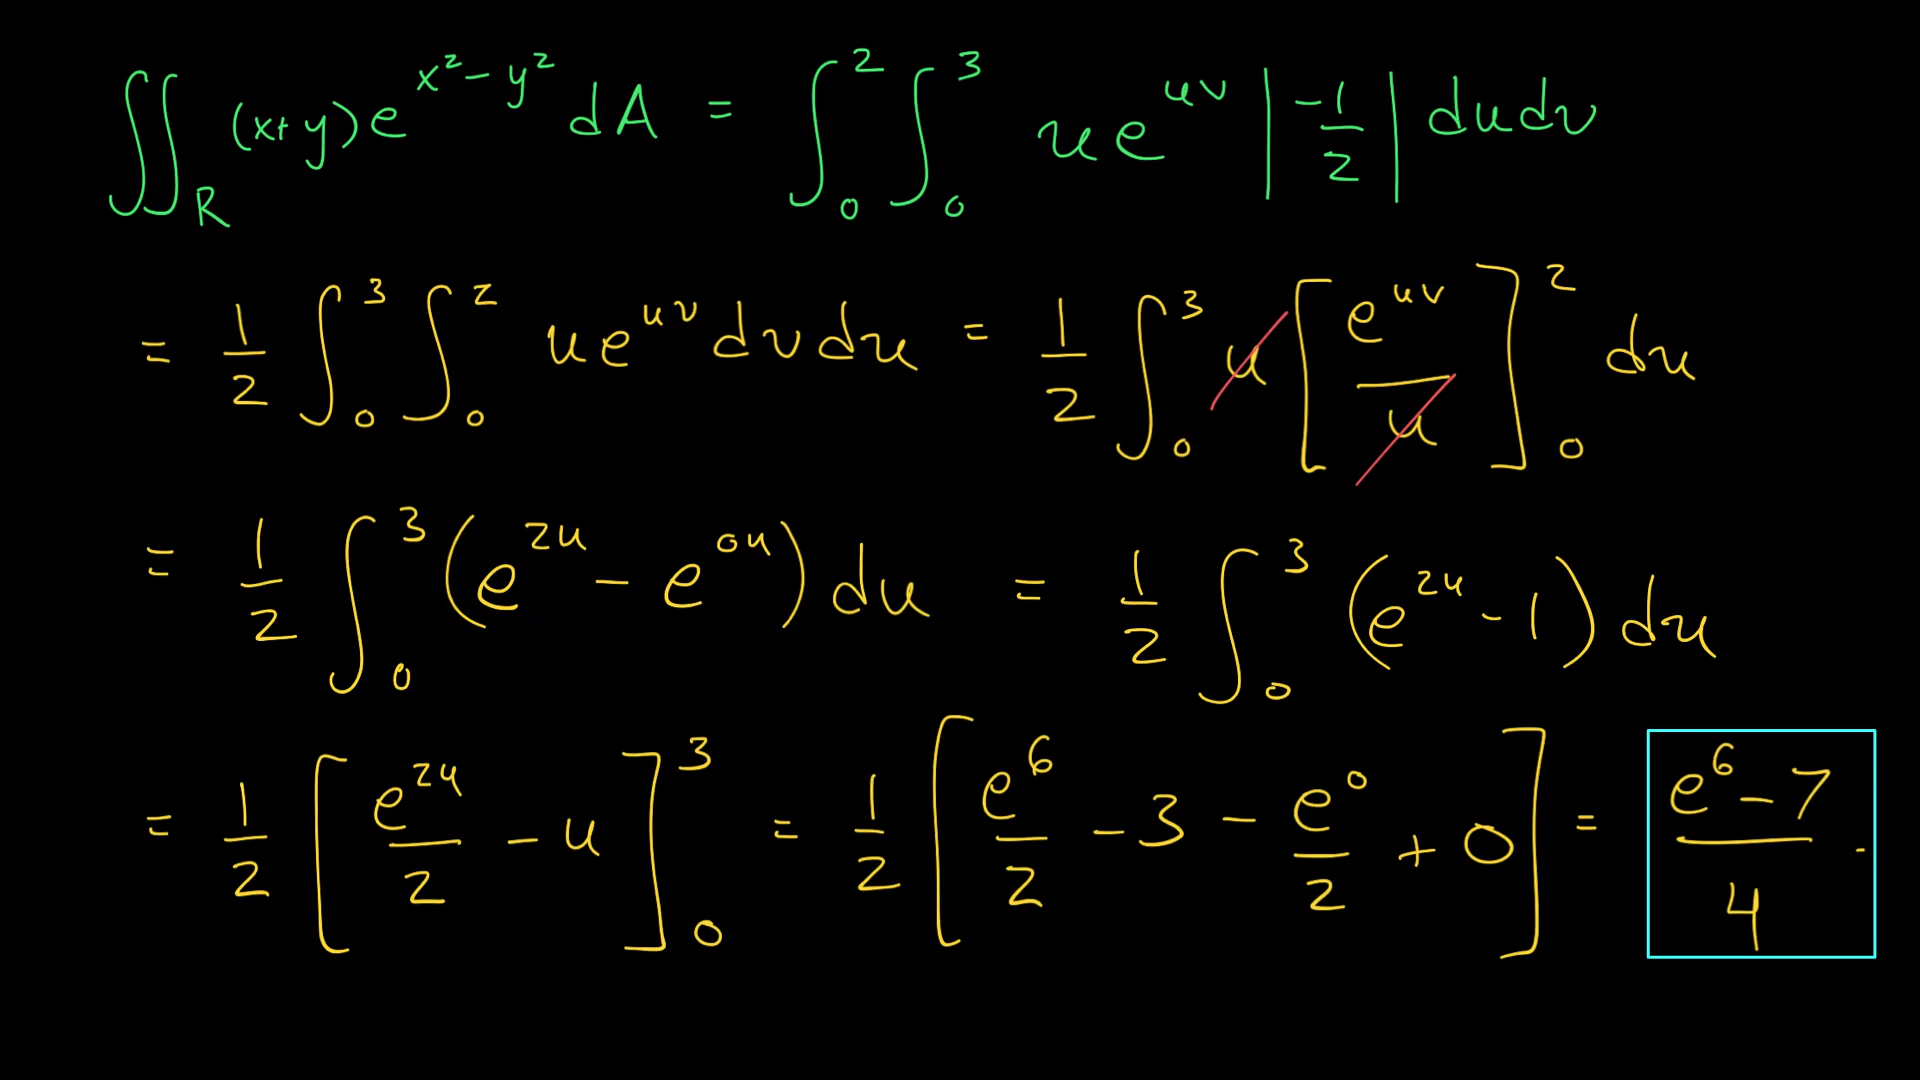 ∬_R (x+y)e^{x²-y²} dA = ∫_0^2 ∫_0^3 u e^{uv} |-1/2| du dv
= 1/2 ∫_0^3 ∫_0^2 u e^{uv} dv du = 1/2 ∫_0^3 u [e^{uv}/u]_0^2 du
= 1/2 ∫_0^3 (e^{2u} - e^{0u}) du = 1/2 ∫_0^3 (e^{2u} - 1) du
= 1/2 [e^{2u}/2 - u]_0^3 = 1/2 [e^6/2 - 3 - e^0/2 + 0] = (e^6 - 7)/4.